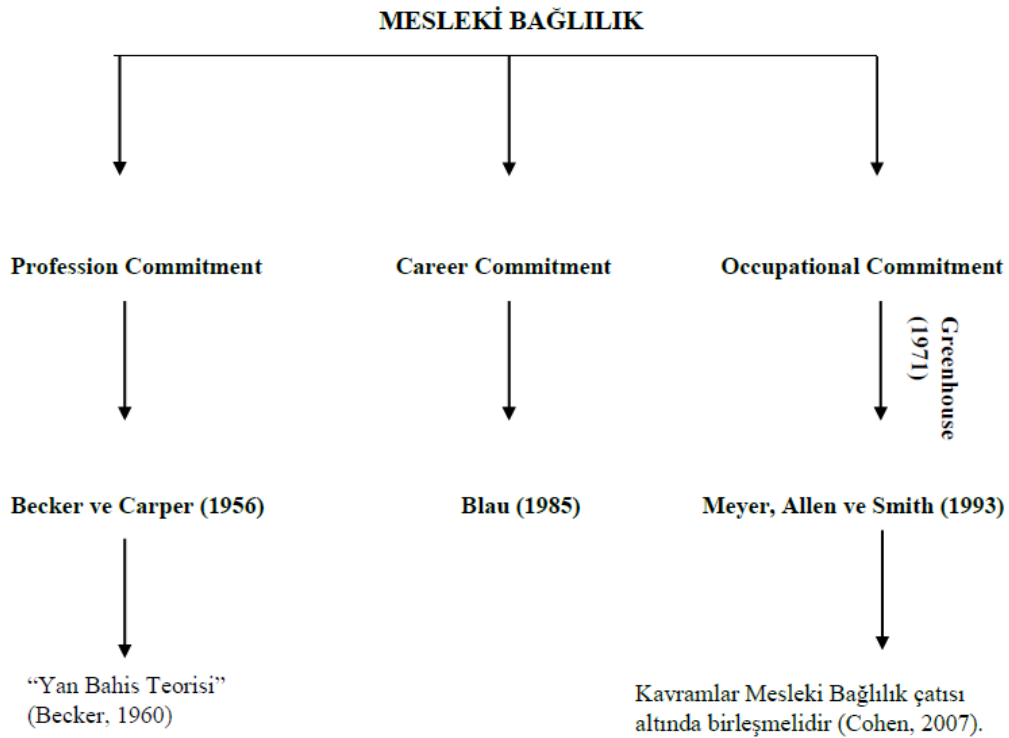 MESLEKİ BAĞLILIK
Profession Commitment
Career Commitment
Occupational Commitment
Greenhouse
(1971)
Becker ve Carper (1956)
Blau (1985)
Meyer, Allen ve Smith (1993)
“Yan Bahis Teorisi”
(Becker, 1960)
Kavramlar Mesleki Bağlılık çatısı
altında birleşmelidir (Cohen, 2007).